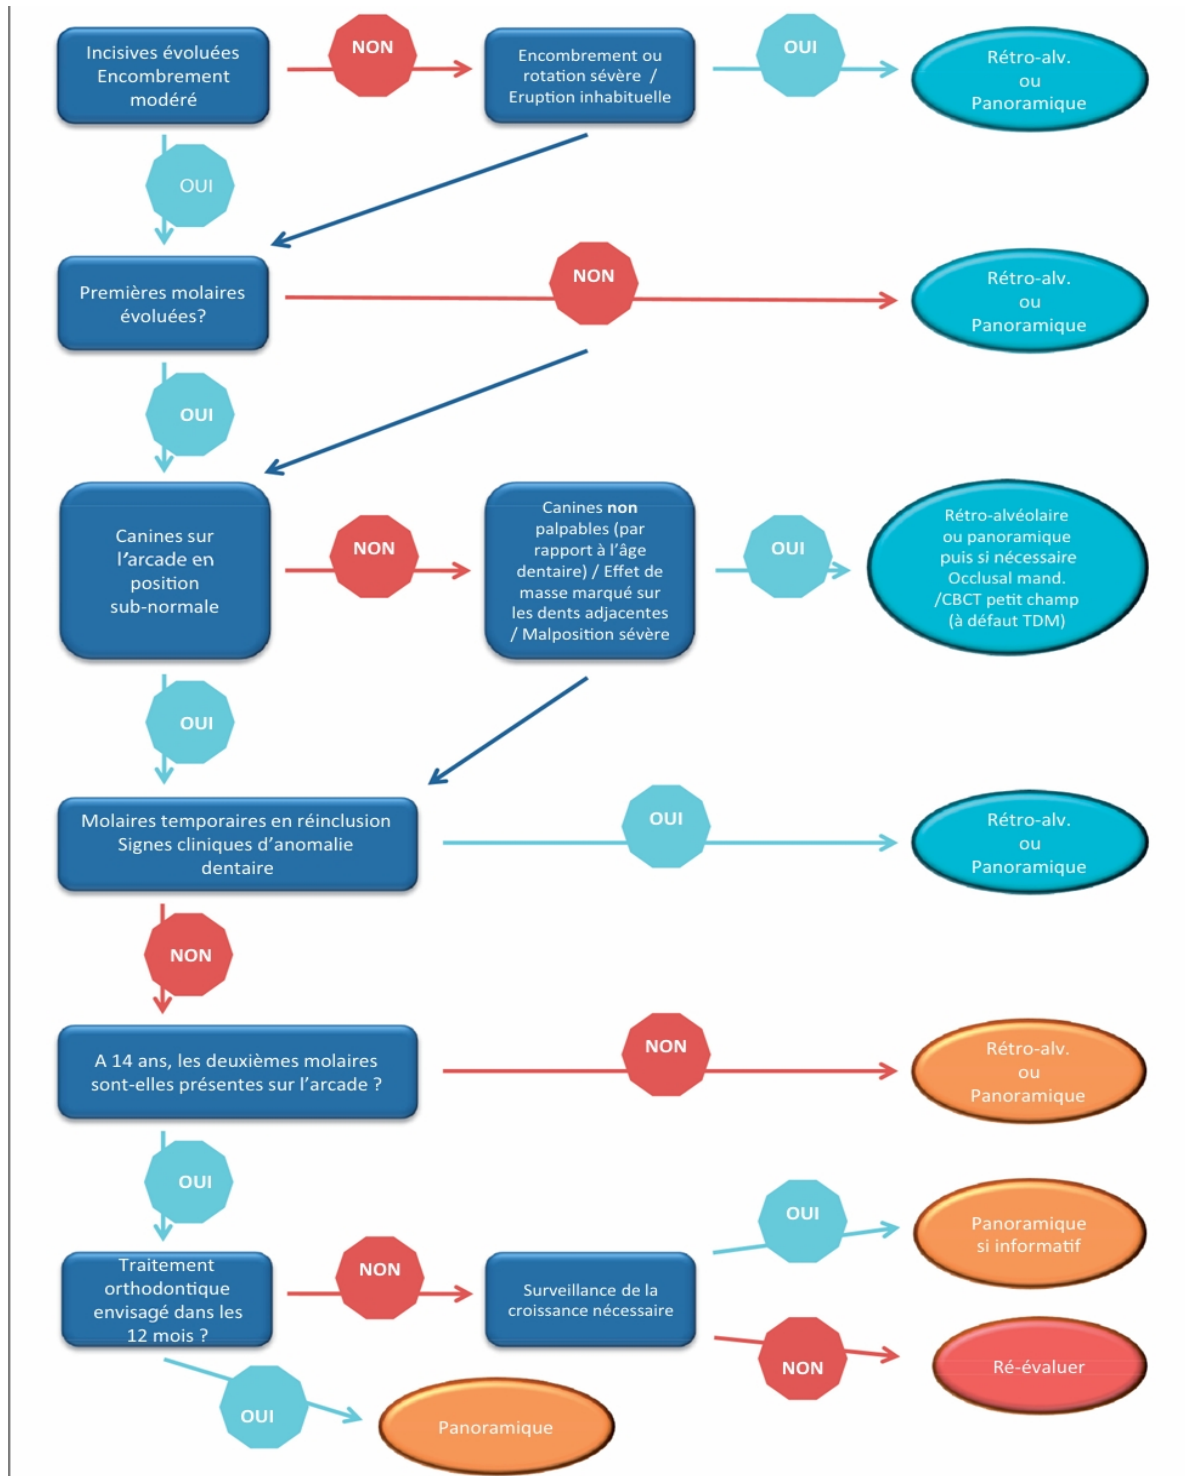 Incisives évoluées
Encombrement
modéré
NON
Encombrement ou
rotation sévère / 
Eruption inhabituelle
OUI
Rétro-alv.
ou
Panoramique
OUI
Premières molaires
évoluées?
NON
Rétro-alv.
ou
Panoramique
OUI
Canines sur
l'arcade en
position
sub-normale
NON
Canines non
palpables (par
rapport à l'âge
dentaire) / Effet de
masse marqué sur
les dents adjacentes
/ Malposition sévère
OUI
Rétro-alvéolaire
ou panoramique
puis si nécessaire
Occlusal mand.
/CBCT petit champ
(à défaut TDM)
OUI
Molaires temporaires en réinclusion
Signes cliniques d'anomalie
dentaire
OUI
Rétro-alv.
ou
Panoramique
NON
A 14 ans, les deuxièmes molaires
sont-elles présentes sur l'arcade ?
NON
Rétro-alv.
ou
Panoramique
OUI
Traitement
orthodontique
envisagé dans les
12 mois ?
NON
Surveillance de la
croissance nécessaire
OUI
Panoramique
si informatif
NON
Ré-évaluer
OUI
Panoramique